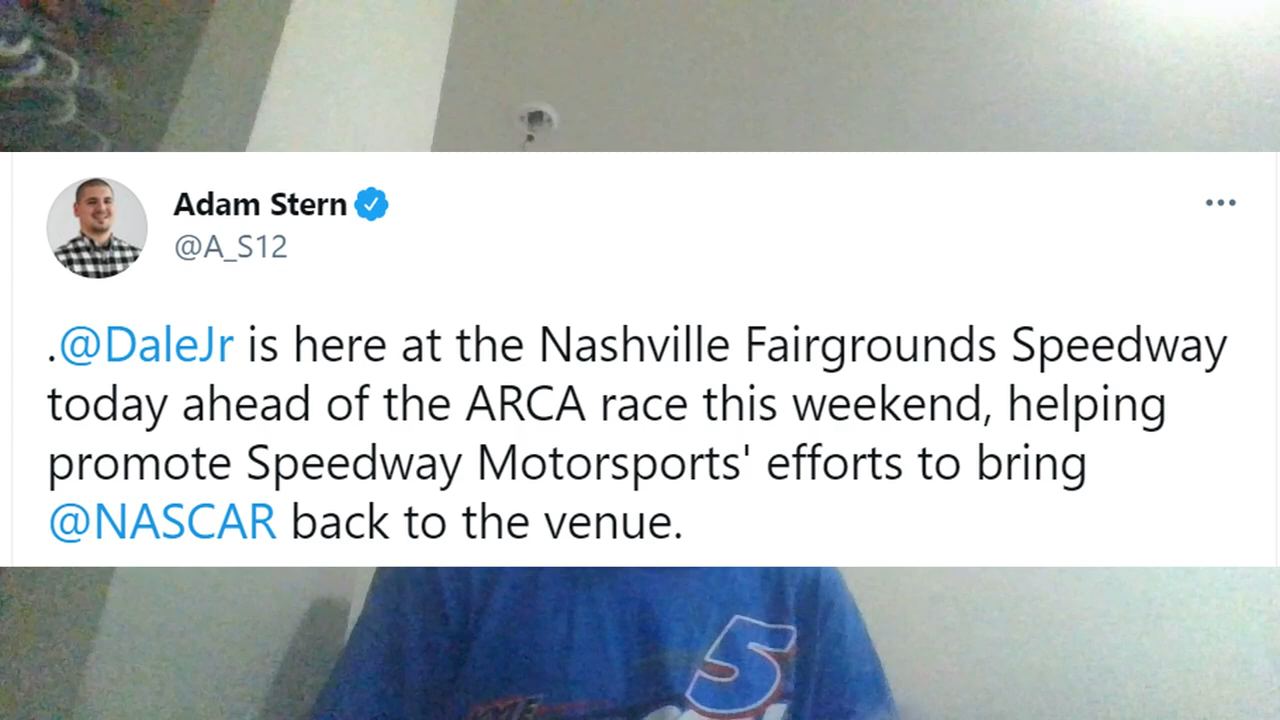 Adam Stern
@A_S12
.@DaleJr is here at the Nashville Fairgrounds Speedway
today ahead of the ARCA race this weekend, helping
promote Speedway Motorsports' efforts to bring
@NASCAR back to the venue.
5